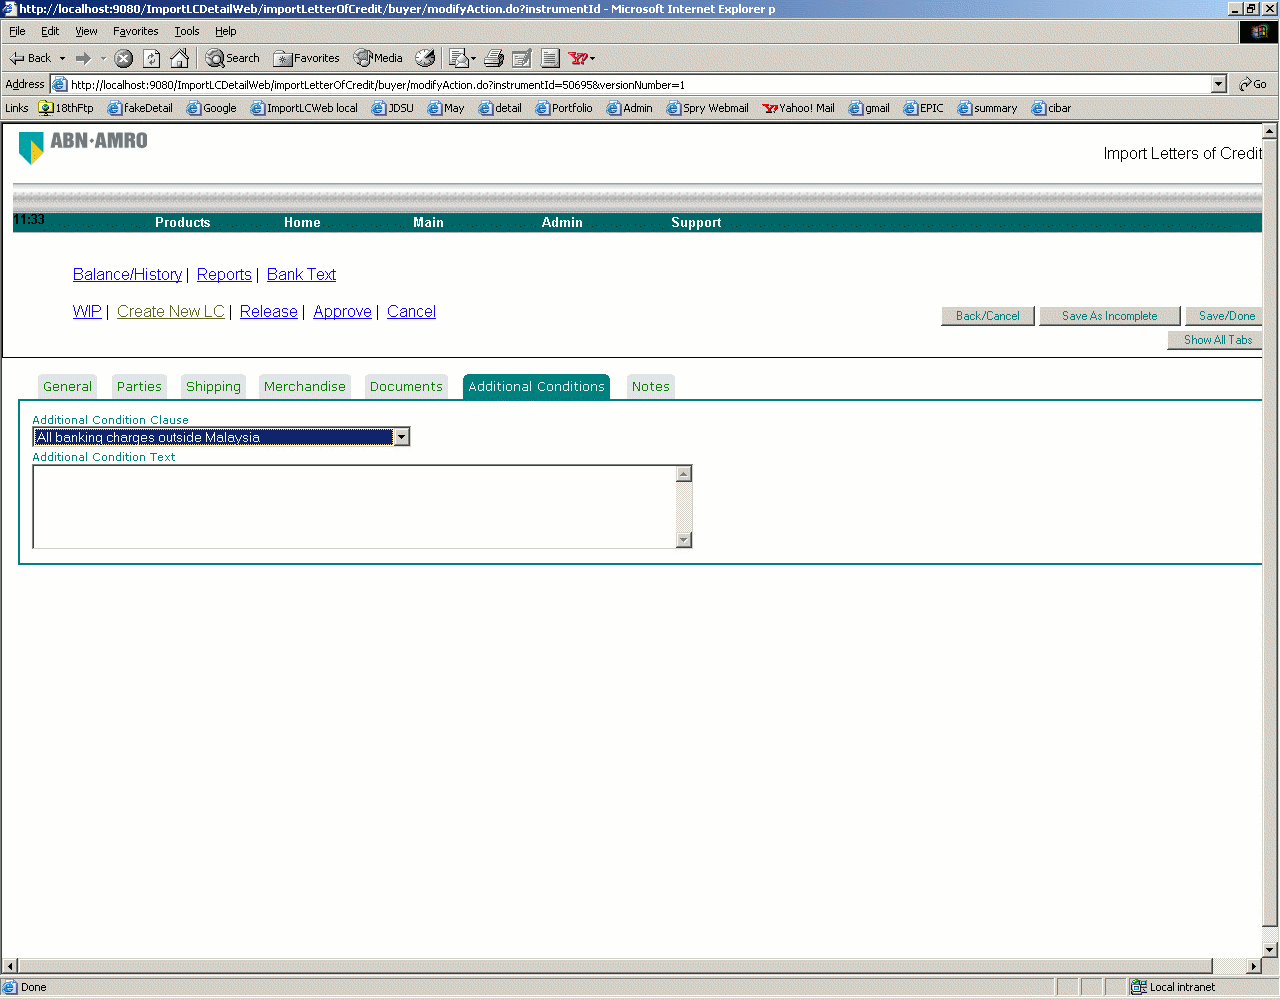 http://localhost:9080/ImportLCDetailWeb/importLetterOfCredit/buyer/modifyAction.do?instrumentId - Microsoft Internet Explorer p
File Edit View Favorites Tools Help
Back Search Favorites Media
Address http://localhost:9080/ImportLCDetailWeb/importLetterOfCredit/buyer/modifyAction.do?instrumentId=50695&versionNumber=1 Go
Links 18thFtp fakeDetail Google ImportLCWeb local JDSU May detail Portfolio Admin Spry Webmail Yahoo! Mail gmail EPIC summary cibar
ABN·AMRO
Import Letters of Credit
11:33 Products Home Main Admin Support
Balance/History | Reports | Bank Text
WIP | Create New LC | Release | Approve | Cancel
Back/Cancel Save As Incomplete Save/Done
Show All Tabs
General Parties Shipping Merchandise Documents Additional Conditions Notes
Additional Condition Clause
All banking charges outside Malaysia
Additional Condition Text
Done Local intranet